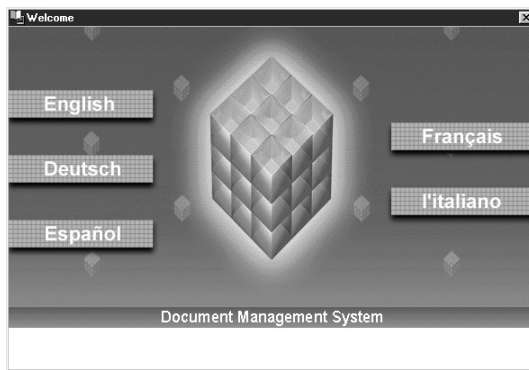 Welcome
English
Deutsch
Español
Français
l'italiano
Document Management System